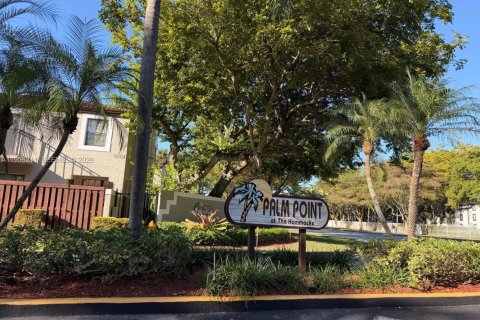 PALM POINT
at The Hammocks